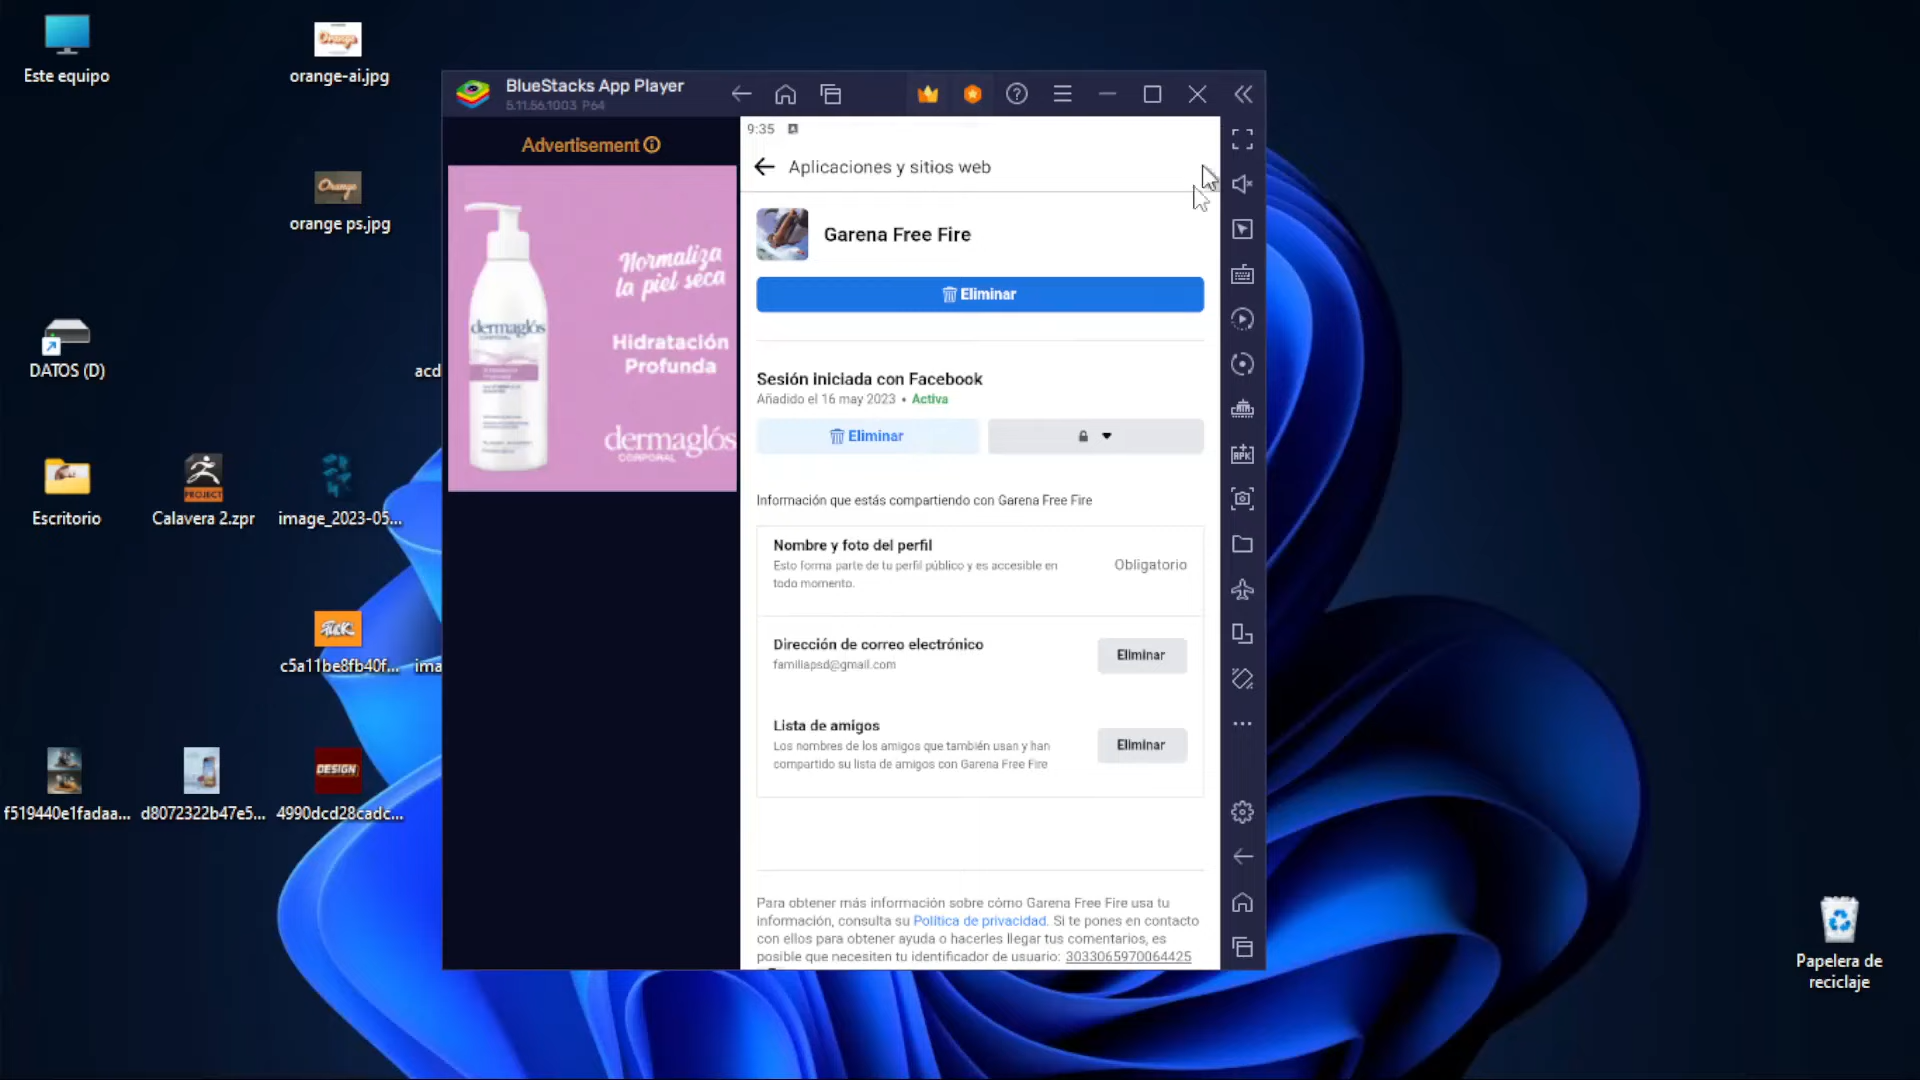 Este equipo
orange-ai.jpg
Orange
orange ps.jpg
DATOS (D)
acd
Escritorio
PROJECT
Calavera 2.zpr
image_2023-05...
c5a11be8fb40f...
ima
f519440e1fadaa...
d8072322b47e5...
DESIGN
4990dcd28cadc...
BlueStacks App Player
5.11.56.1003 P64
Advertisement
Normaliza
la piel seca
dermaglós
Hidratación
Profunda
dermaglós
CORPORAL
9:35
Aplicaciones y sitios web
Garena Free Fire
Eliminar
Sesión iniciada con Facebook
Añadido el 16 may 2023 • Activa
Eliminar
Información que estás compartiendo con Garena Free Fire
Nombre y foto del perfil
Esto forma parte de tu perfil público y es accesible en
todo momento.
Obligatorio
Dirección de correo electrónico
familiapsd@gmail.com
Eliminar
Lista de amigos
Los nombres de los amigos que también usan y han
compartido su lista de amigos con Garena Free Fire
Eliminar
Para obtener más información sobre cómo Garena Free Fire usa tu
información, consulta su Política de privacidad. Si te pones en contacto
con ellos para obtener ayuda o hacerles llegar tus comentarios, es
posible que necesiten tu identificador de usuario: 3033065970064425
APK
Papelera de
reciclaje